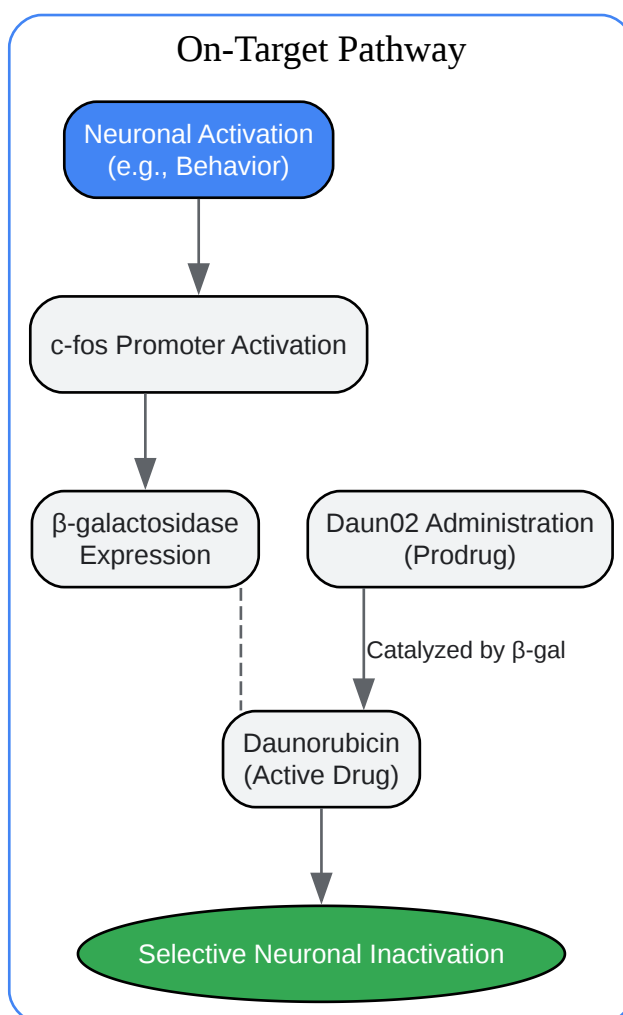 On-Target Pathway
Neuronal Activation
(e.g., Behavior)
c-fos Promoter Activation
β-galactosidase
Expression
Daun02 Administration
(Prodrug)
Catalyzed by β-gal
Daunorubicin
(Active Drug)
Selective Neuronal Inactivation